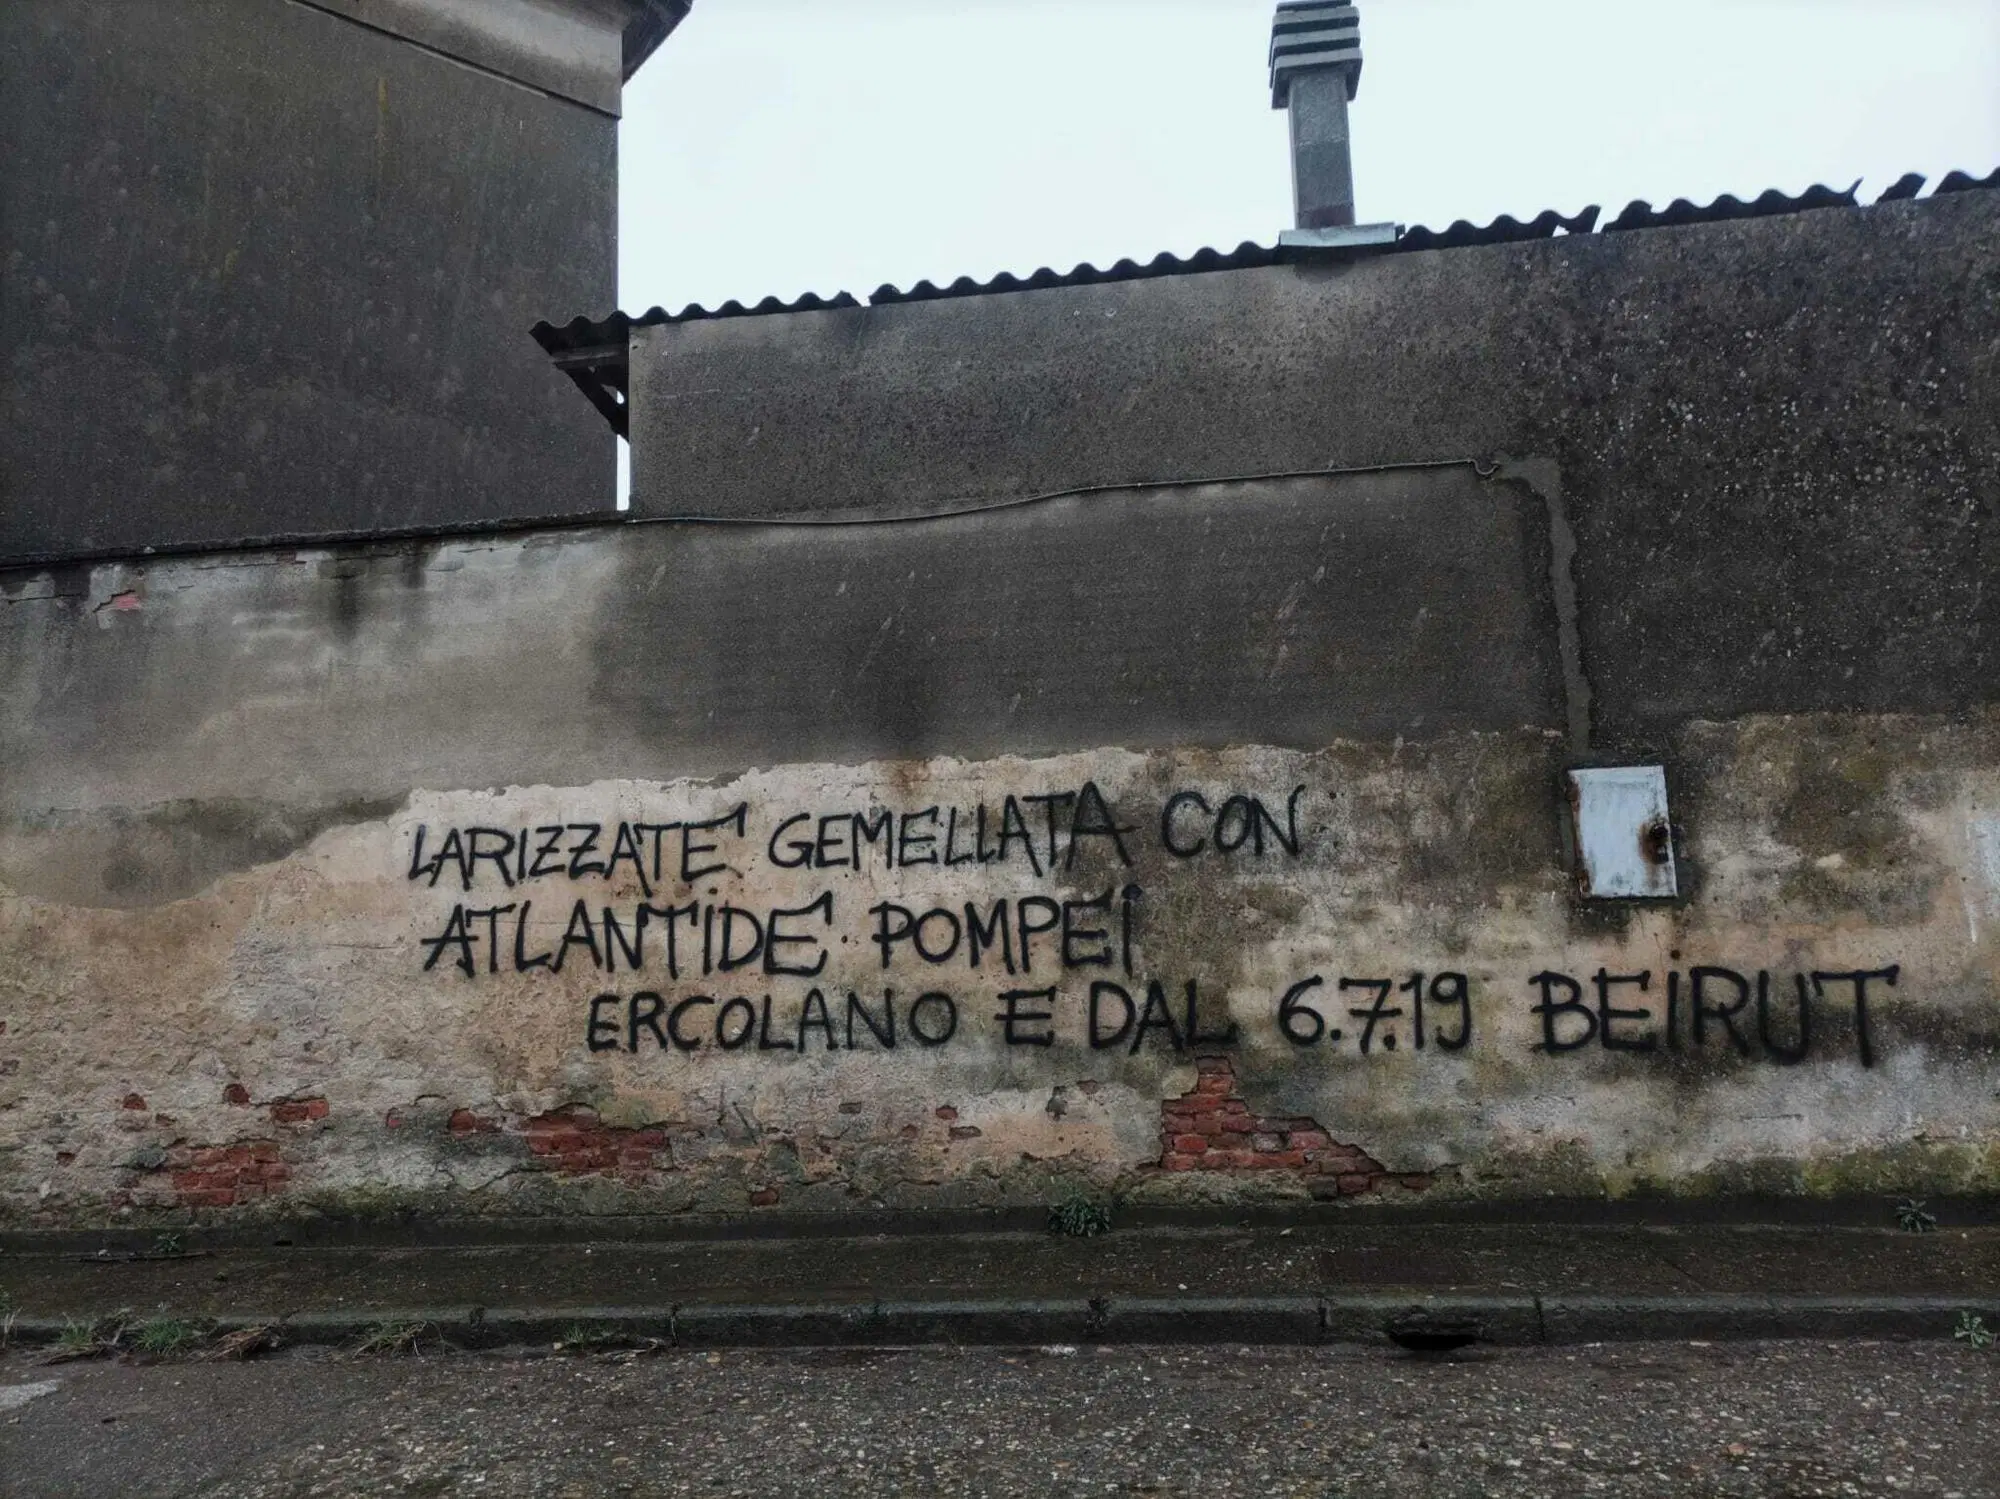 LARIZZATE GEMELLATA CON
ATLANTIDE POMPEI
ERCOLANO E DAL 6.7.19 BEIRUT